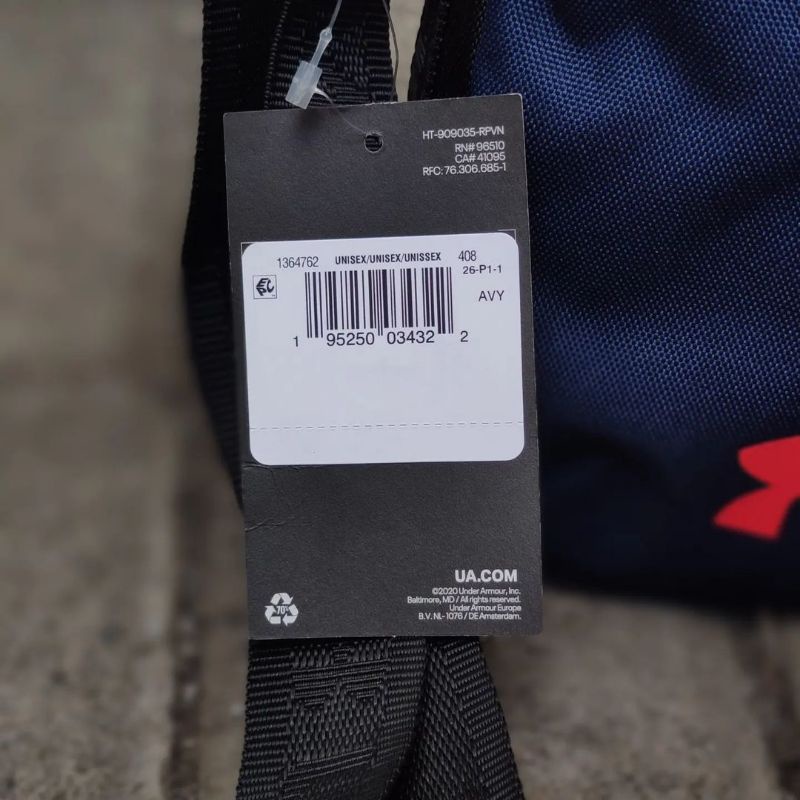 HT-909035-RPVN
RN# 96510
CA# 41095
RFC: 76.306.685-1
1364762 UNISEX/UNISEX/UNISSEX 408
26-P1-1
AVY
1 95250 03432 2
UA.COM
©2020 Under Armour, Inc.
Baltimore, MD / All rights reserved.
Under Armour Europe
B.V. NL-1076 / DE Amsterdam.
70%